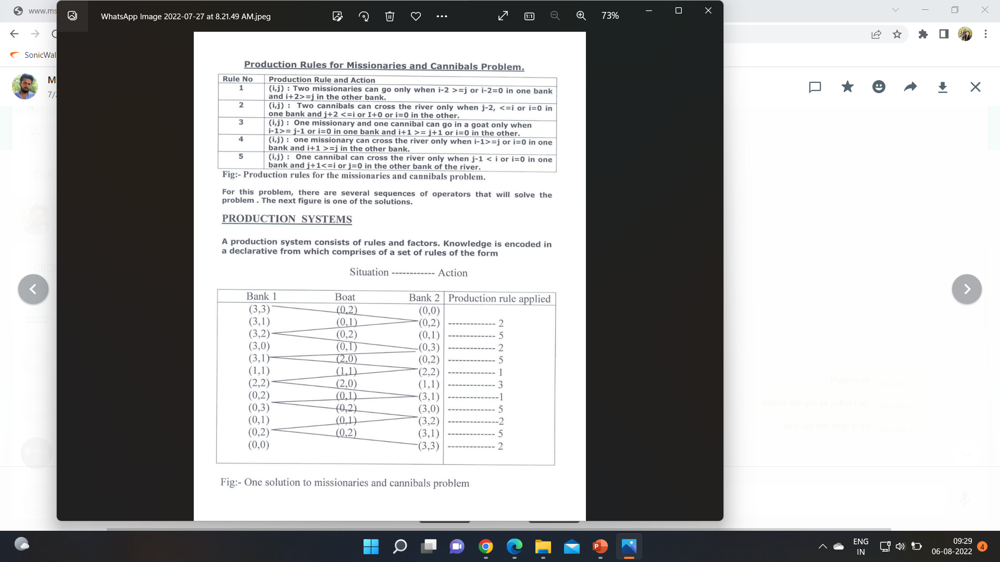 www.ms
WhatsApp Image 2022-07-27 at 8.21.49 AM.jpeg
73%
SonicWal
M
7/2
Production Rules for Missionaries and Cannibals Problem.
Rule No Production Rule and Action
1 (i,j) : Two missionaries can go only when i-2 >=j or i-2=0 in one bank
and i+2>=j in the other bank.
2 (i,j) : Two cannibals can cross the river only when j-2, <=i or i=0 in
one bank and j+2 <=i or I+0 or i=0 in the other.
3 (i,j) : One missionary and one cannibal can go in a goat only when
i-1>= j-1 or i=0 in one bank and i+1 >= j+1 or i=0 in the other.
4 (i,j) : one missionary can cross the river only when i-1>=j or i=0 in one
bank and i+1 >=j in the other bank.
5 (i,j) : One cannibal can cross the river only when j-1 < i or i=0 in one
bank and j+1<=i or j=0 in the other bank of the river.
Fig:- Production rules for the missionaries and cannibals problem.
For this problem, there are several sequences of operators that will solve the
problem . The next figure is one of the solutions.
PRODUCTION SYSTEMS
A production system consists of rules and factors. Knowledge is encoded in
a declarative from which comprises of a set of rules of the form
Situation ------------ Action
Bank 1 Boat Bank 2 Production rule applied
(3,3) (0,2) (0,0)
(3,1) (0,1) (0,2) ------------- 2
(3,2) (0,2) (0,1) ------------- 5
(3,0) (0,1) (0,3) ------------- 2
(3,1) (2,0) (0,2) ------------- 5
(1,1) (1,1) (2,2) ------------- 1
(2,2) (2,0) (1,1) ------------- 3
(0,2) (0,1) (3,1) -------------1
(0,3) (0,2) (3,0) ------------- 5
(0,1) (0,1) (3,2) -------------2
(0,2) (0,2) (3,1) ------------- 5
(0,0) (3,3) ------------- 2
Fig:- One solution to missionaries and cannibals problem
thanku sir
meine bhi yhi se pdna hai..
aap lab me help krdo
ENG
IN
09:29
06-08-2022
4